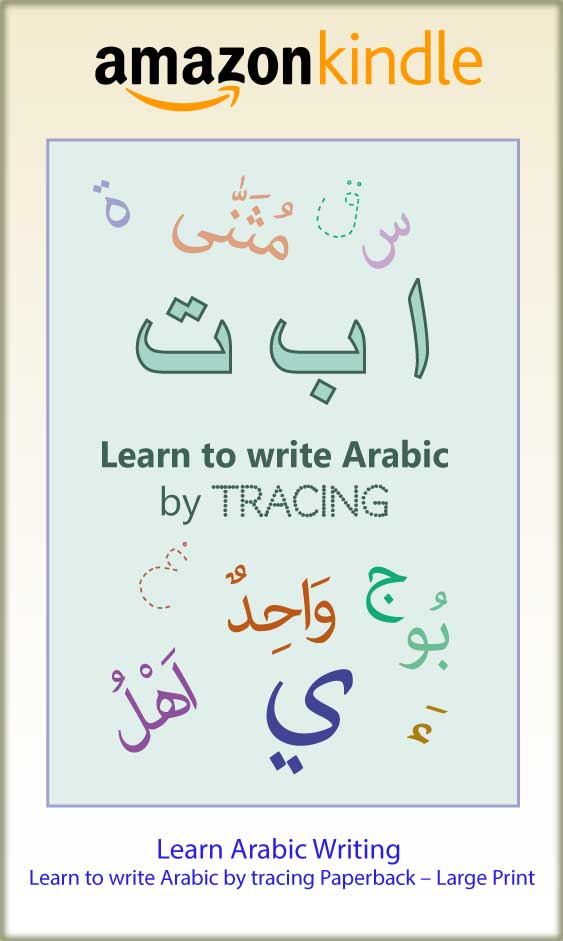 amazonkindle
ة مُثَنَّى ق س
ا ب ت
Learn to write Arabic
by TRACING
وَاحِدٌ ج
بُو
اَهْلُ ي
Learn Arabic Writing
Learn to write Arabic by tracing Paperback – Large Print